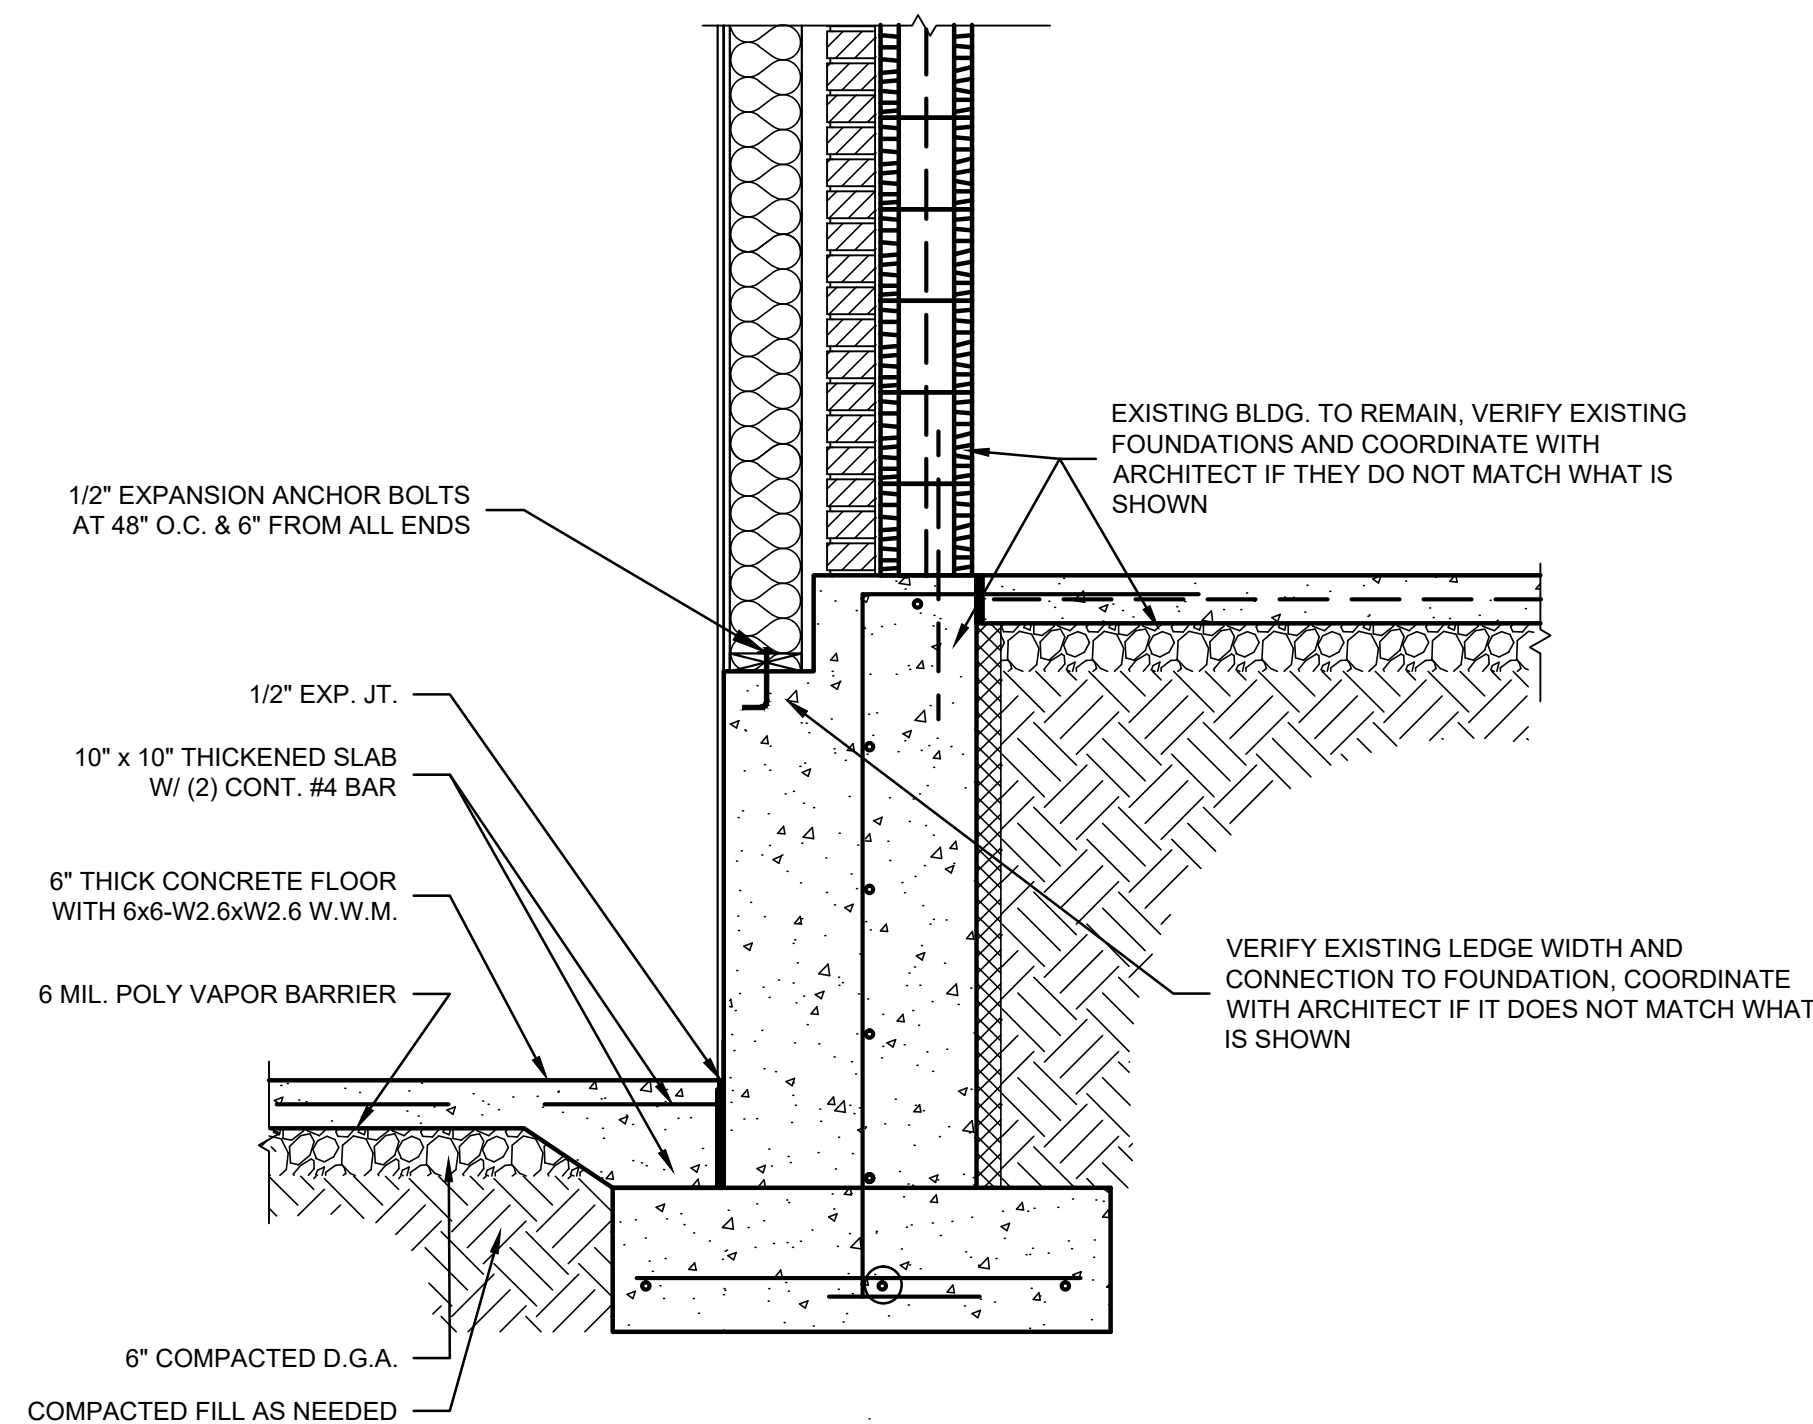 EXISTING BLDG. TO REMAIN, VERIFY EXISTING
FOUNDATIONS AND COORDINATE WITH
ARCHITECT IF THEY DO NOT MATCH WHAT IS
SHOWN
1/2" EXPANSION ANCHOR BOLTS
AT 48" O.C. & 6" FROM ALL ENDS
1/2" EXP. JT.
10" x 10" THICKENED SLAB
W/ (2) CONT. #4 BAR
6" THICK CONCRETE FLOOR
WITH 6x6-W2.6xW2.6 W.W.M.
6 MIL. POLY VAPOR BARRIER
VERIFY EXISTING LEDGE WIDTH AND
CONNECTION TO FOUNDATION, COORDINATE
WITH ARCHITECT IF IT DOES NOT MATCH WHAT
IS SHOWN
6" COMPACTED D.G.A.
COMPACTED FILL AS NEEDED